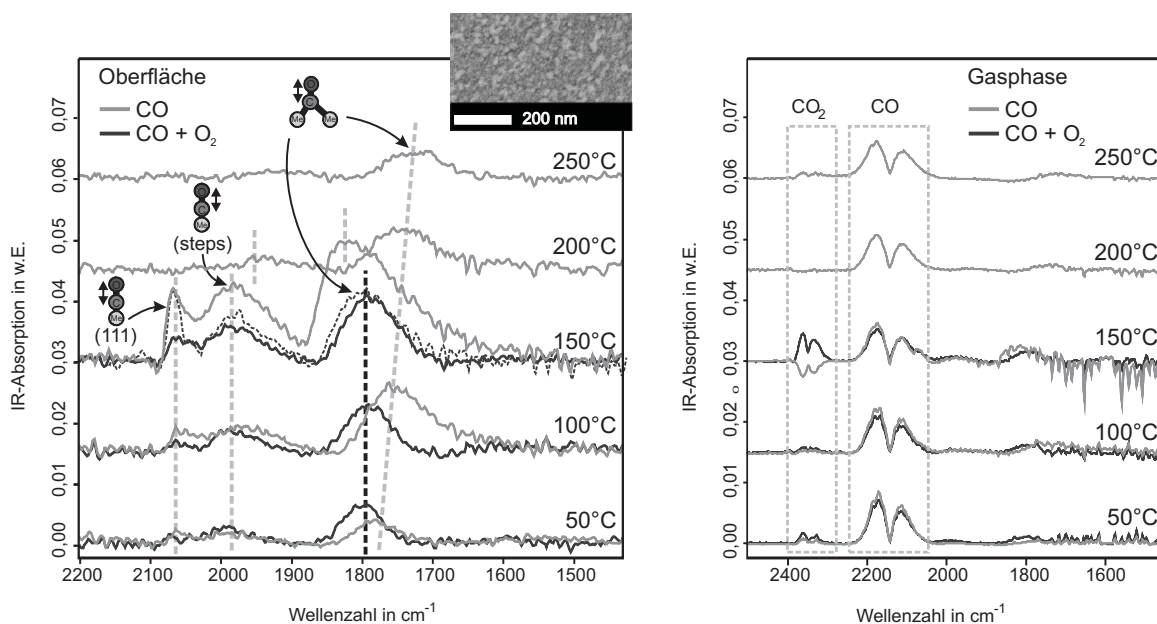 200 nm
Oberfläche
CO
CO + O2
O
C
Me Me
O
C
Me
(steps)
O
C
Me
(111)
250°C
200°C
150°C
100°C
50°C
IR-Absorption in w.E.
0,07
0,06
0,05
0,04
0,03
0,02
0,01
0,00
2200 2100 2000 1900 1800 1700 1600 1500
Wellenzahl in cm-1
Gasphase
CO
CO + O2
CO2 CO
250°C
200°C
150°C
100°C
50°C
IR-Absorption in w.E.
0,07
0,06
0,05
0,04
0,03
0,02
0,01
0,00
2400 2200 2000 1800 1600
Wellenzahl in cm-1